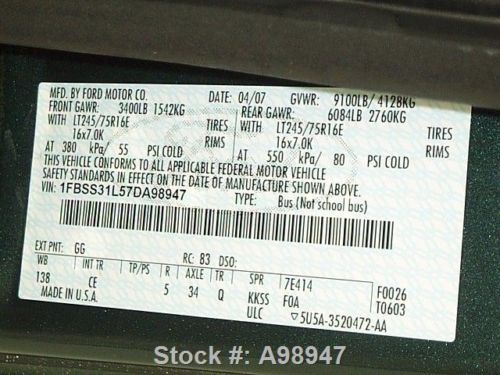 MFD. BY FORD MOTOR CO. DATE: 04/07 GVWR: 9100LB/ 4128KG
FRONT GAWR: 3400LB 1542KG REAR GAWR: 6084LB 2760KG
WITH LT245/75R16E TIRES WITH LT245/75R16E TIRES
16x7.0K RIMS 16x7.0K RIMS
AT 380 kPa/ 55 PSI COLD AT 550 kPa/ 80 PSI COLD
THIS VEHICLE CONFORMS TO ALL APPLICABLE FEDERAL MOTOR VEHICLE
SAFETY STANDARDS IN EFFECT ON THE DATE OF MANUFACTURE SHOWN ABOVE.
VIN: 1FBSS31L57DA98947 TYPE: Bus (Not school bus)
EXT PNT: GG RC: 83 DSO:
WB INT TR TP/PS R AXLE TR SPR 7E414 F0026
138 5 34 Q KKSS FOA T0603
MADE IN U.S.A. ULC ▽5U5A-3520472-AA
Stock #: A98947